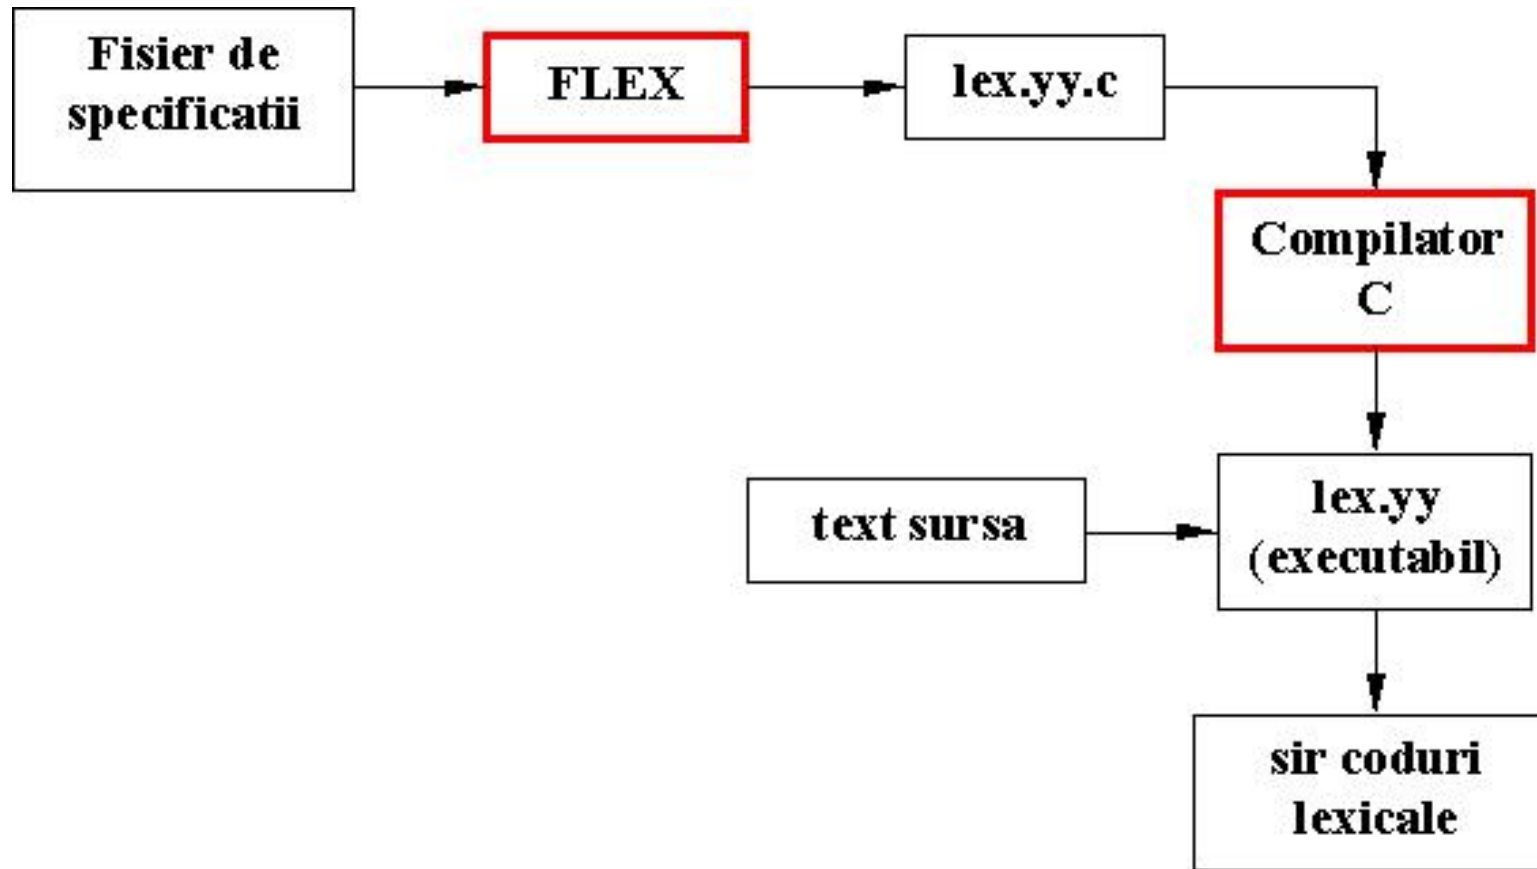 Fisier de
specificatii
FLEX
lex.yy.c
Compilator
C
text sursa
lex.yy
(executabil)
sir coduri
lexicale